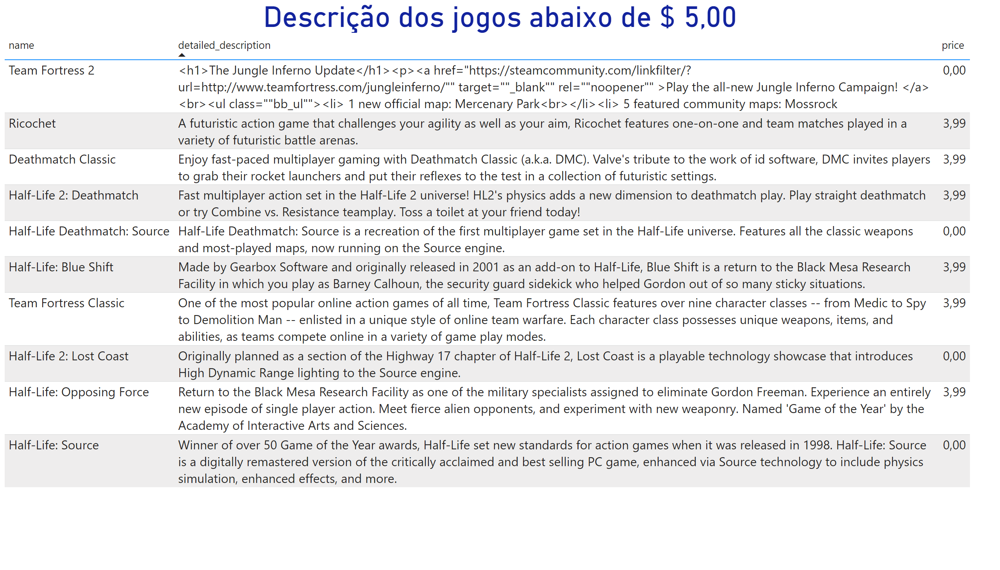 Descrição dos jogos abaixo de $ 5,00
name detailed_description price
Team Fortress 2 <h1>The Jungle Inferno Update</h1><p><a href="https://steamcommunity.com/linkfilter/? 0,00
url=http://www.teamfortress.com/jungleinferno/"" target=""_blank"" rel=""noopener"" >Play the all-new Jungle Inferno Campaign! </a>
<br><ul class=""bb_ul""><li> 1 new official map: Mercenary Park<br></li><li> 5 featured community maps: Mossrock
Ricochet A futuristic action game that challenges your agility as well as your aim, Ricochet features one-on-one and team matches played in a 3,99
variety of futuristic battle arenas.
Deathmatch Classic Enjoy fast-paced multiplayer gaming with Deathmatch Classic (a.k.a. DMC). Valve's tribute to the work of id software, DMC invites players 3,99
to grab their rocket launchers and put their reflexes to the test in a collection of futuristic settings.
Half-Life 2: Deathmatch Fast multiplayer action set in the Half-Life 2 universe! HL2's physics adds a new dimension to deathmatch play. Play straight deathmatch 3,99
or try Combine vs. Resistance teamplay. Toss a toilet at your friend today!
Half-Life Deathmatch: Source Half-Life Deathmatch: Source is a recreation of the first multiplayer game set in the Half-Life universe. Features all the classic weapons 0,00
and most-played maps, now running on the Source engine.
Half-Life: Blue Shift Made by Gearbox Software and originally released in 2001 as an add-on to Half-Life, Blue Shift is a return to the Black Mesa Research 3,99
Facility in which you play as Barney Calhoun, the security guard sidekick who helped Gordon out of so many sticky situations.
Team Fortress Classic One of the most popular online action games of all time, Team Fortress Classic features over nine character classes -- from Medic to Spy 3,99
to Demolition Man -- enlisted in a unique style of online team warfare. Each character class possesses unique weapons, items, and
abilities, as teams compete online in a variety of game play modes.
Half-Life 2: Lost Coast Originally planned as a section of the Highway 17 chapter of Half-Life 2, Lost Coast is a playable technology showcase that introduces 0,00
High Dynamic Range lighting to the Source engine.
Half-Life: Opposing Force Return to the Black Mesa Research Facility as one of the military specialists assigned to eliminate Gordon Freeman. Experience an entirely 3,99
new episode of single player action. Meet fierce alien opponents, and experiment with new weaponry. Named 'Game of the Year' by the
Academy of Interactive Arts and Sciences.
Half-Life: Source Winner of over 50 Game of the Year awards, Half-Life set new standards for action games when it was released in 1998. Half-Life: Source 0,00
is a digitally remastered version of the critically acclaimed and best selling PC game, enhanced via Source technology to include physics
simulation, enhanced effects, and more.